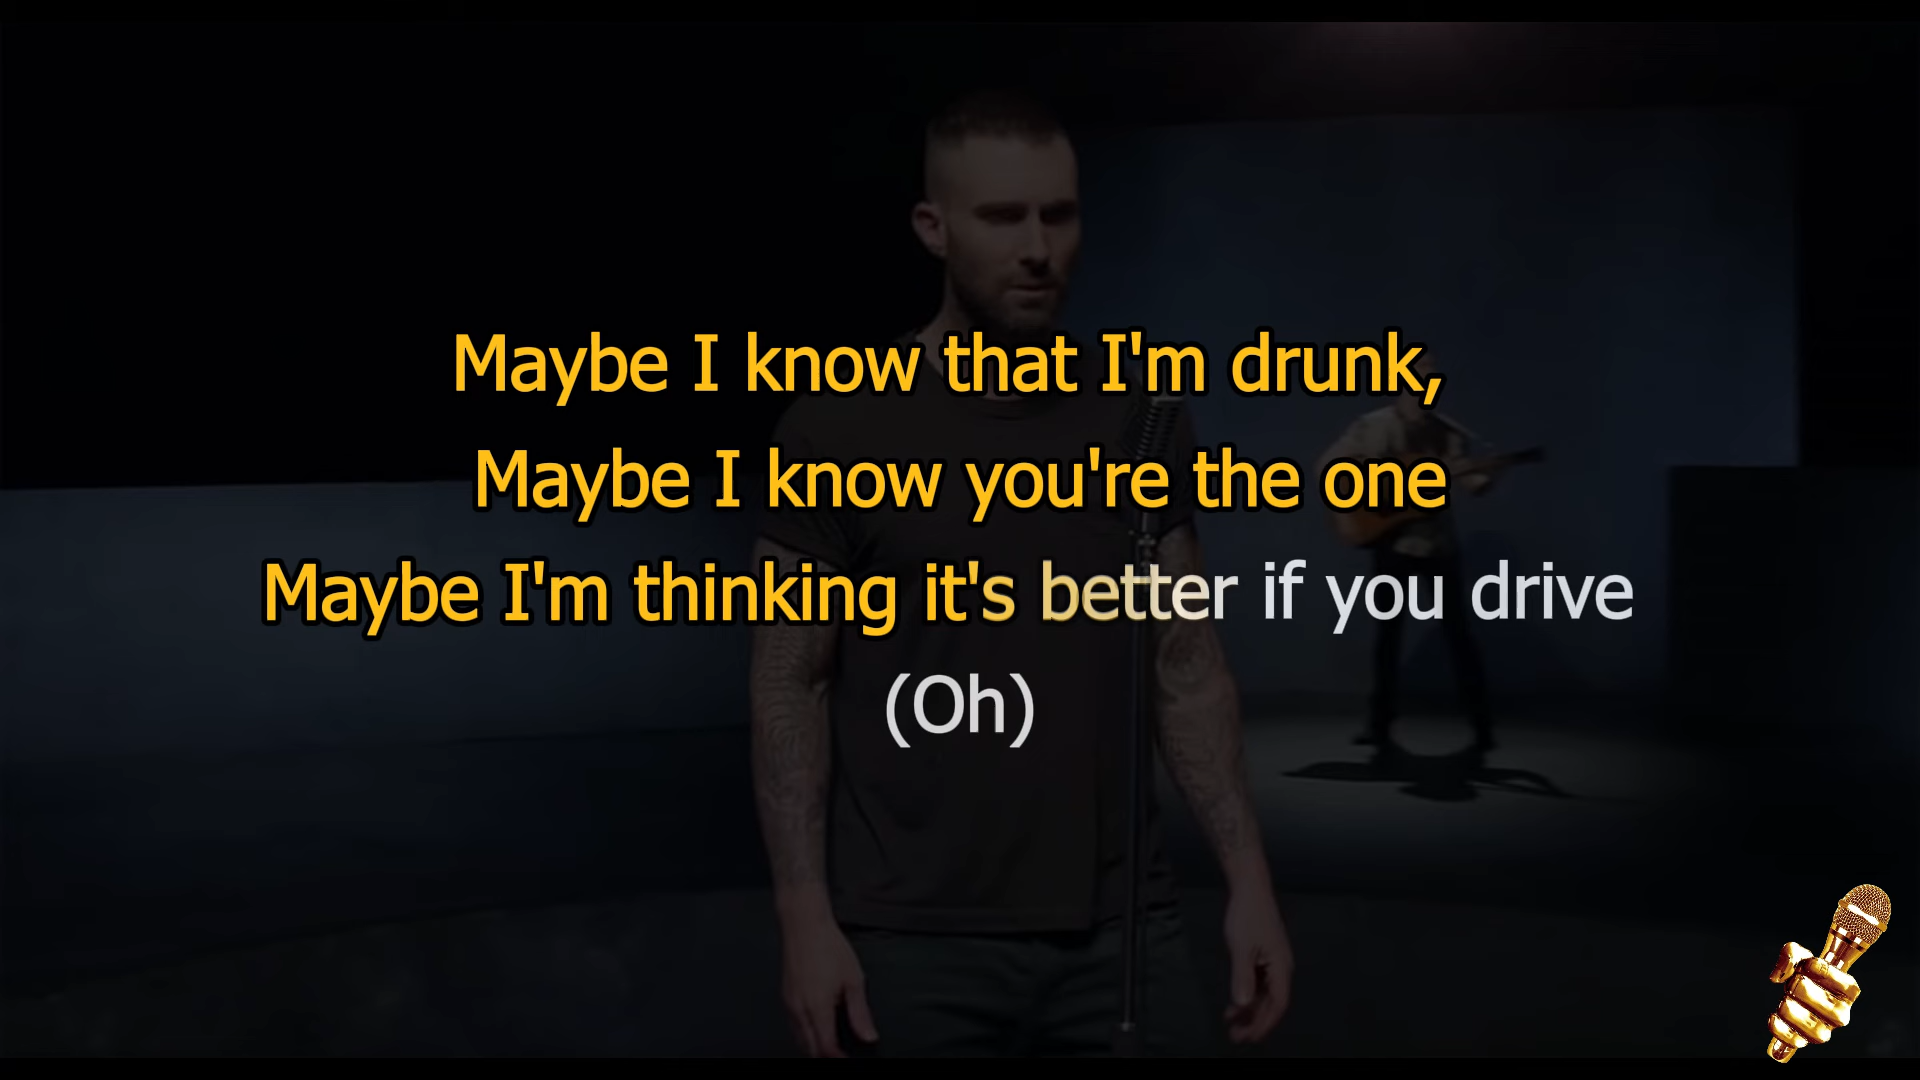 Maybe I know that I'm drunk,
Maybe I know you're the one
Maybe I'm thinking it's better if you drive
(Oh)